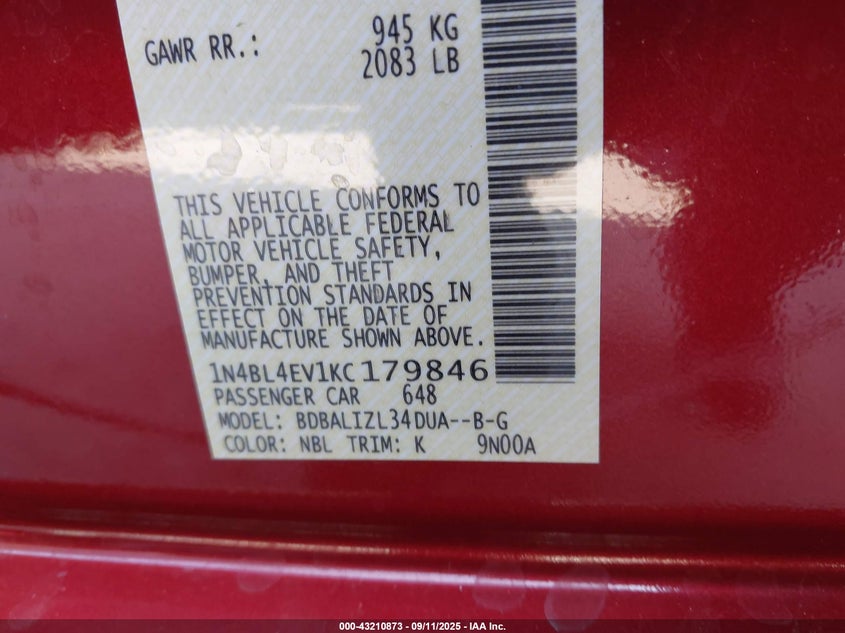 GAWR RR.: 945 KG
2083 LB
THIS VEHICLE CONFORMS TO
ALL APPLICABLE FEDERAL
MOTOR VEHICLE SAFETY,
BUMPER, AND THEFT
PREVENTION STANDARDS IN
EFFECT ON THE DATE OF
MANUFACTURE SHOWN ABOVE.
1N4BL4EV1KC179846
PASSENGER CAR 648
MODEL: BDBALIZL34DUA--B-G
COLOR: NBL TRIM: K 9N00A
000-43210873 - 09/11/2025 - IAA Inc.